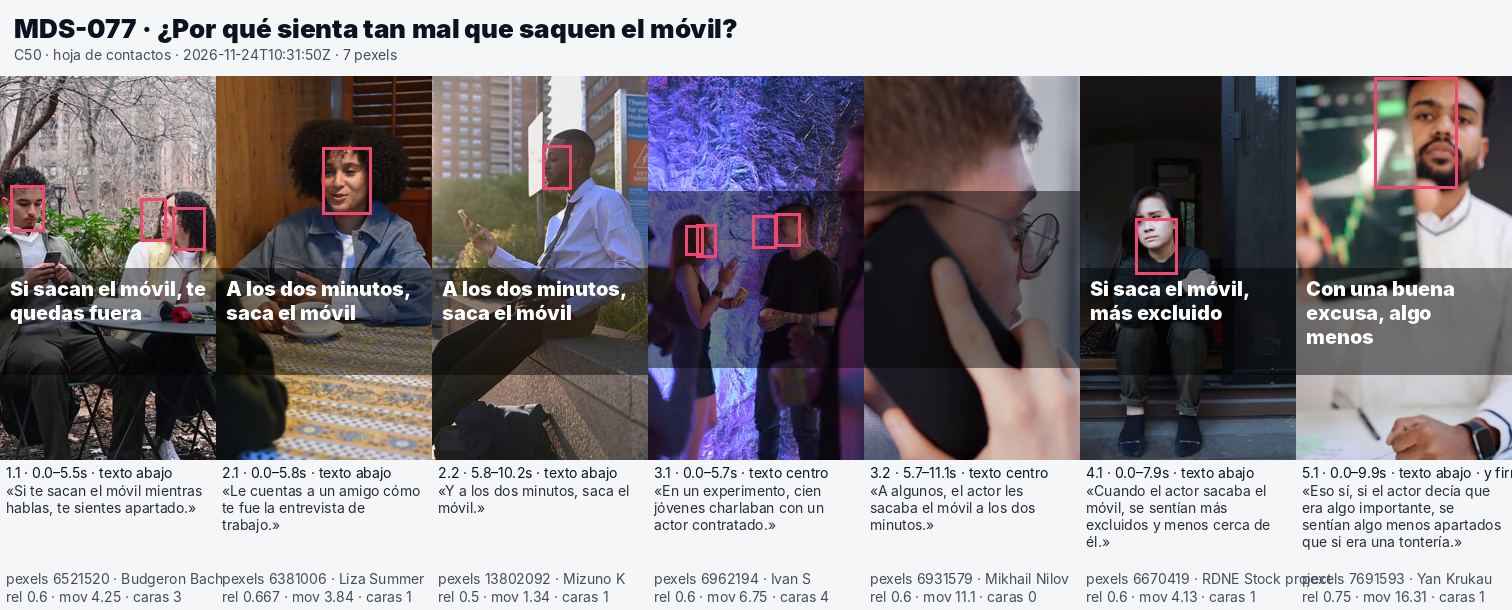 MDS-077 · ¿Por qué sienta tan mal que saquen el móvil?
C50 · hoja de contactos · 2026-11-24T10:31:50Z · 7 pexels
Si sacan el móvil, te
quedas fuera
A los dos minutos,
saca el móvil
A los dos minutos,
saca el móvil
Si saca el móvil,
más excluido
Con una buena
excusa, algo
menos
1.1 · 0.0–5.5s · texto abajo
«Si te sacan el móvil mientras
hablas, te sientes apartado.»
pexels 6521520 · Budgeron Bach
rel 0.6 · mov 4.25 · caras 3
2.1 · 0.0–5.8s · texto abajo
«Le cuentas a un amigo cómo
te fue la entrevista de
trabajo.»
pexels 6381006 · Liza Summer
rel 0.667 · mov 3.84 · caras 1
2.2 · 5.8–10.2s · texto abajo
«Y a los dos minutos, saca el
móvil.»
pexels 13802092 · Mizuno K
rel 0.5 · mov 1.34 · caras 1
3.1 · 0.0–5.7s · texto centro
«En un experimento, cien
jóvenes charlaban con un
actor contratado.»
pexels 6962194 · Ivan S
rel 0.6 · mov 6.75 · caras 4
3.2 · 5.7–11.1s · texto centro
«A algunos, el actor les
sacaba el móvil a los dos
minutos.»
pexels 6931579 · Mikhail Nilov
rel 0.6 · mov 11.1 · caras 0
4.1 · 0.0–7.9s · texto abajo
«Cuando el actor sacaba el
móvil, se sentían más
excluidos y menos cerca de
él.»
pexels 6670419 · RDNE Stock project
rel 0.6 · mov 4.13 · caras 1
5.1 · 0.0–9.9s · texto abajo · y
«Eso sí, si el actor decía que
era algo importante, se
sentían algo menos apartados
que si era una tontería.»
pexels 7691593 · Yan Krukau
rel 0.75 · mov 16.31 · caras 1